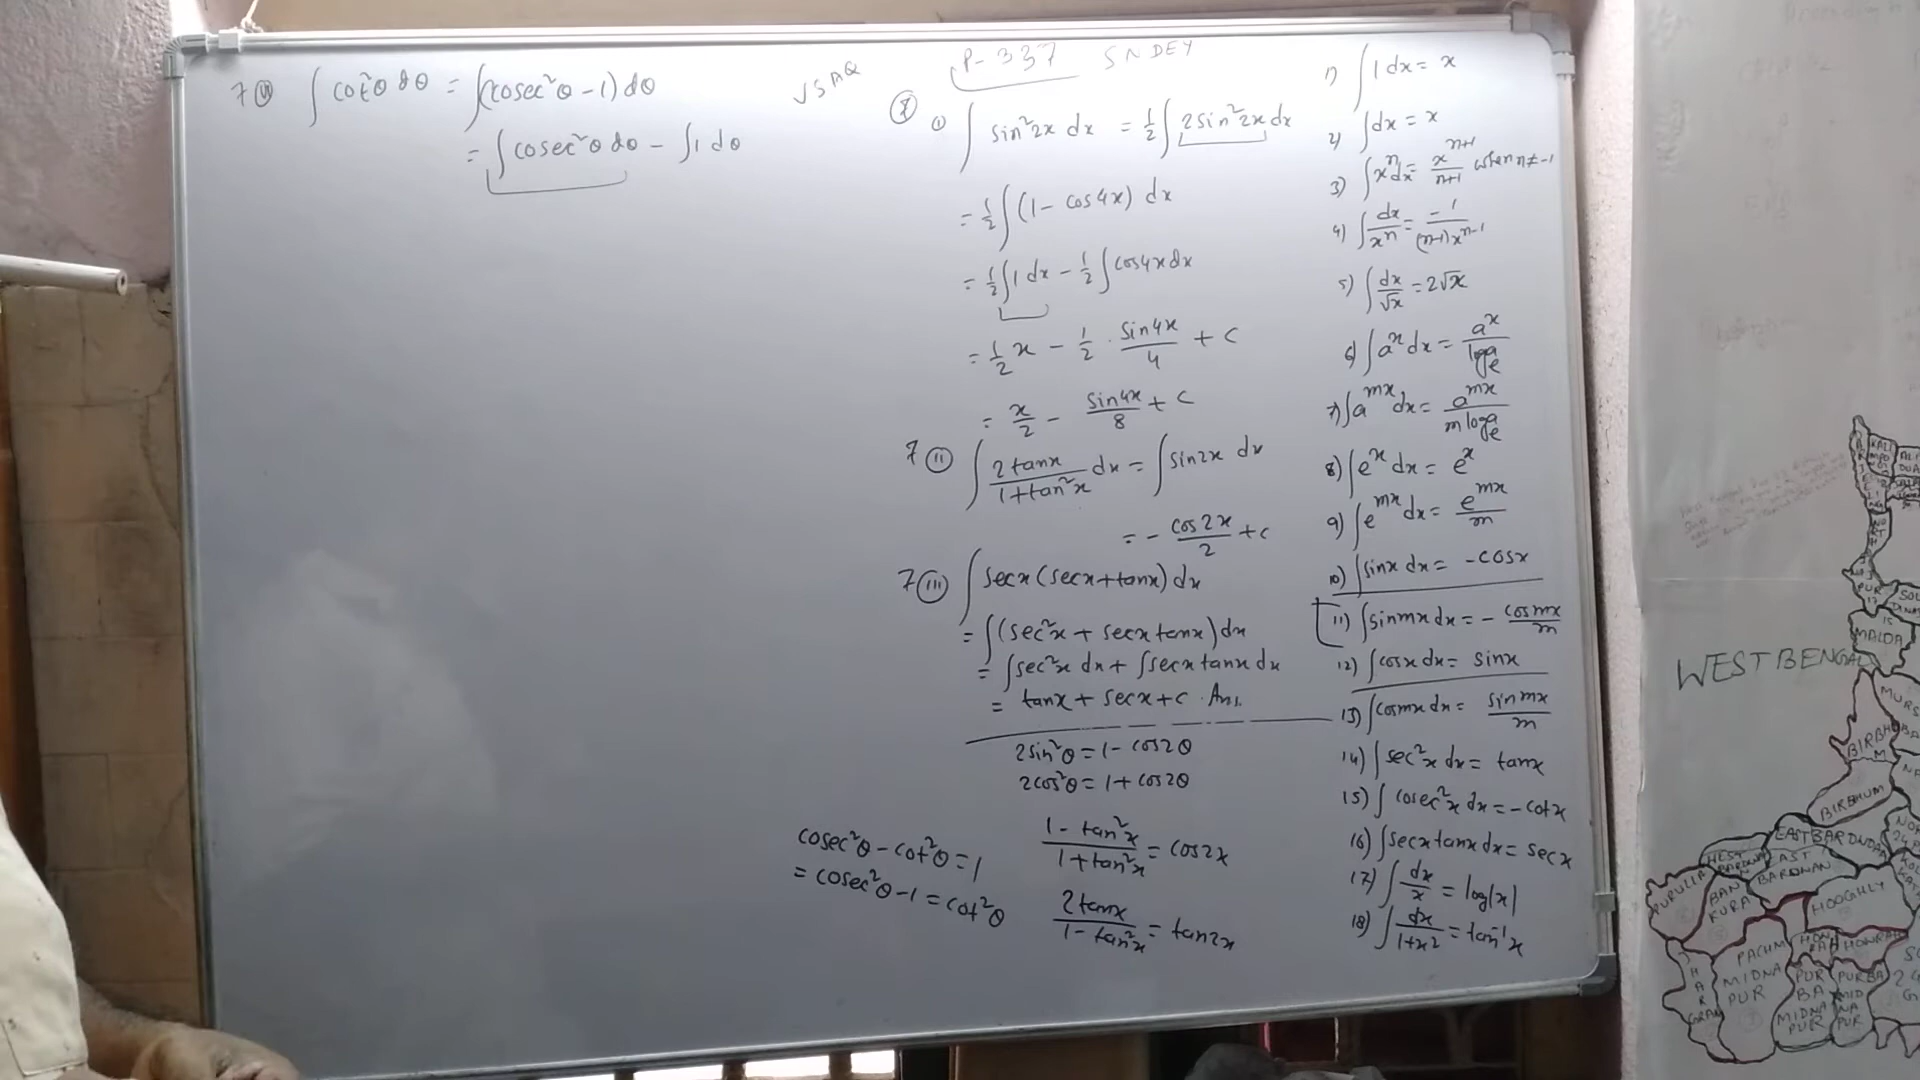 7 (iv) ∫ cot²θ dθ = ∫(cosec²θ - 1) dθ
= ∫ cosec²θ dθ - ∫1 dθ
VSAQ
P-337 SN DEY
(7) (i) ∫ sin²2x dx = 1/2 ∫ 2sin²2x dx
= 1/2 ∫ (1 - cos4x) dx
= 1/2 ∫ 1 dx - 1/2 ∫ cos4x dx
= 1/2 x - 1/2 · sin4x/4 + c
= x/2 - sin4x/8 + c
7 (ii) ∫ 2tanx/(1+tan²x) dx = ∫ sin2x dx
= - cos2x/2 + c
7 (iii) ∫ secx (secx+tanx) dx
= ∫(sec²x + secx tanx) dx
= ∫sec²x dx + ∫secx tanx dx
= tanx + secx + c . Ans.
2sin²θ = 1 - cos2θ
2cos²θ = 1 + cos2θ
(1 - tan²x)/(1 + tan²x) = cos2x
2tanx/(1 - tan²x) = tan2x
cosec²θ - cot²θ = 1
= cosec²θ - 1 = cot²θ
1) ∫ 1 dx = x
2) ∫ dx = x
3) ∫ xⁿ dx = xⁿ⁺¹/(n+1) when n ≠ -1
4) ∫ dx/xⁿ = -1/((n-1)xⁿ⁻¹)
5) ∫ dx/√x = 2√x
6) ∫ aˣ dx = aˣ/logₑa
7) ∫ aᵐˣ dx = aᵐˣ/(m logₑa)
8) ∫ eˣ dx = eˣ
9) ∫ eᵐˣ dx = eᵐˣ/m
10) ∫ sinx dx = -cosx
11) ∫ sinmx dx = - cosmx/m
12) ∫ cosx dx = sinx
13) ∫ cosmx dx = sinmx/m
14) ∫ sec²x dx = tanx
15) ∫ cosec²x dx = -cotx
16) ∫ secx tanx dx = secx
17) ∫ dx/x = log|x|
18) ∫ dx/(1+x²) = tan⁻¹x
WEST BENGAL
MALDA
BIRBHUM
EAST BARDHAN
PURULIA
BANKURA
HOOGHLY
HOWRAH
PACHIM MIDNAPUR
PURBA MIDNAPUR